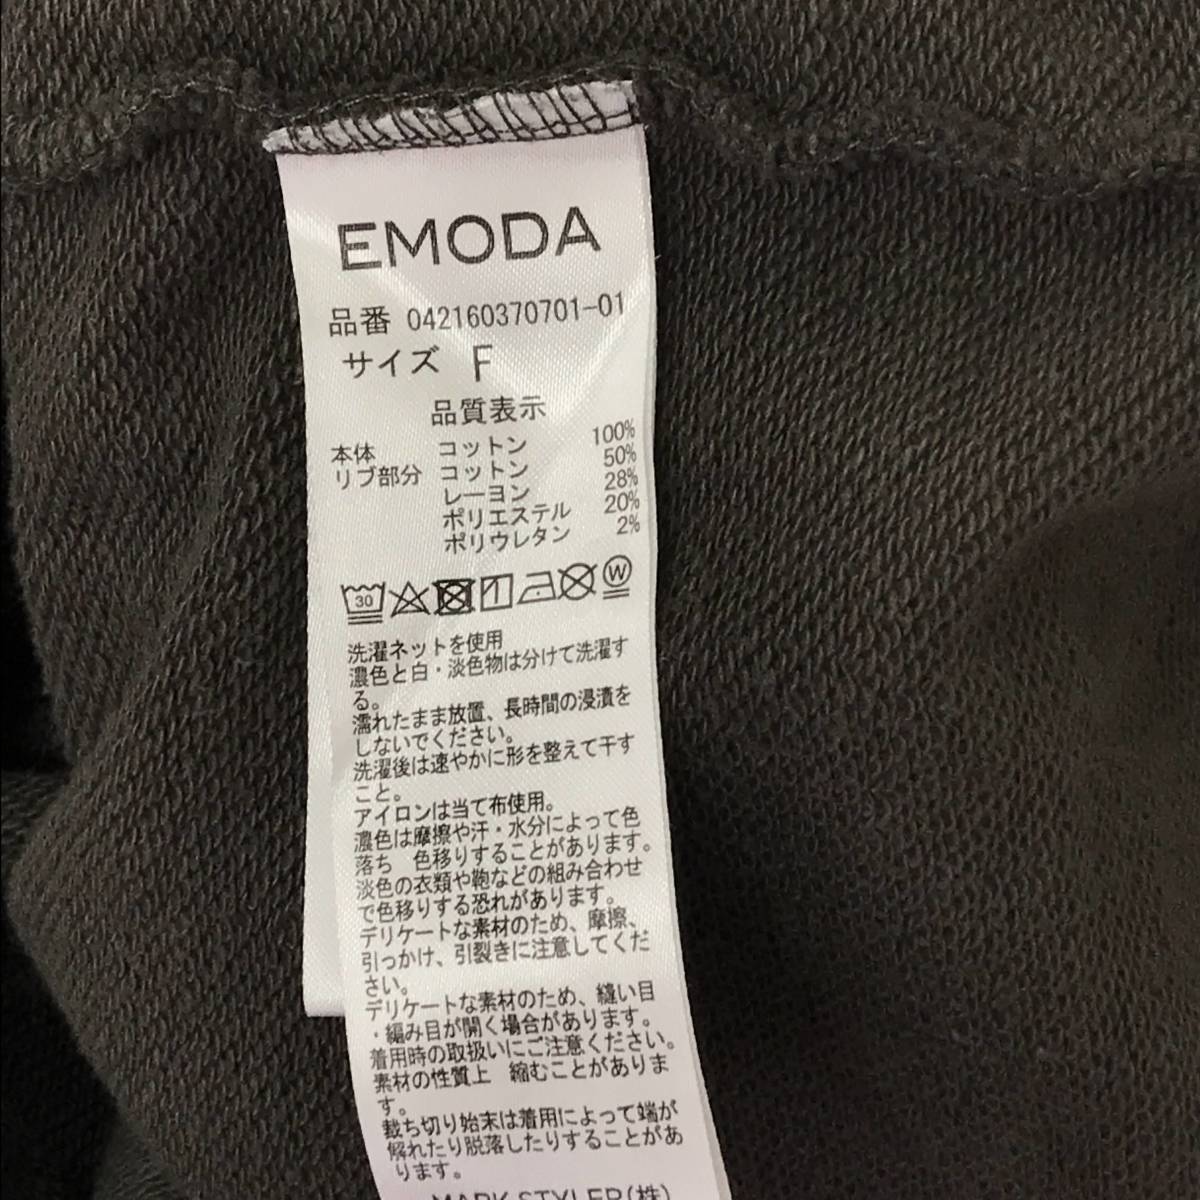 EMODA
品番 042160370701-01
サイズ F
品質表示
本体 コットン 100%
リブ部分 コットン 50%
レーヨン 28%
ポリエステル 20%
ポリウレタン 2%
30 W
洗濯ネットを使用
濃色と白・淡色物は分けて洗濯す
る。
濡れたまま放置、長時間の浸漬を
しないでください。
洗濯後は速やかに形を整えて干す
こと。
アイロンは当て布使用。
濃色は摩擦や汗・水分によって色
落ち 色移りすることがあります。
淡色の衣類や鞄などの組み合わせ
で色移りする恐れがあります。
デリケートな素材のため、摩擦、
引っかけ、引裂きに注意してくだ
さい。
デリケートな素材のため、縫い目
・編み目が開く場合があります。
着用時の取扱いにご注意ください。
素材の性質上 縮むことがありま
す。
裁ち切り始末は着用によって端が
解れたり脱落したりすることがあ
ります。
MARK STYLER(株)